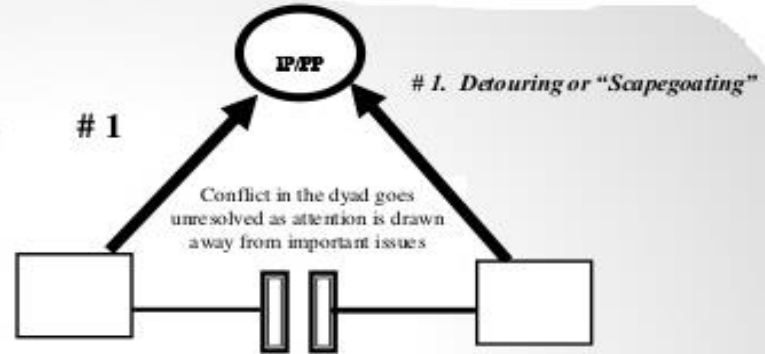 IP/PP
# 1. Detouring or “Scapegoating”
# 1
Conflict in the dyad goes
unresolved as attention is drawn
away from important issues